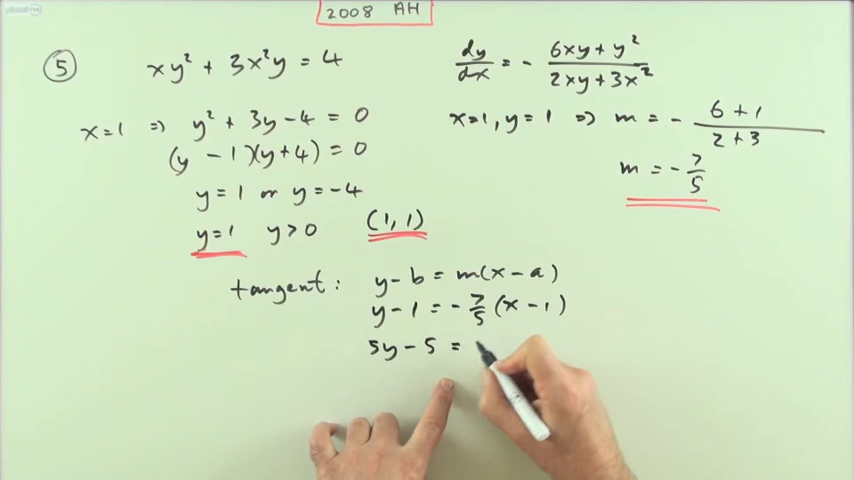 2008 AH
5 xy² + 3x²y = 4
x=1 ⇒ y² + 3y − 4 = 0
(y − 1)(y+4) = 0
y = 1 or y = −4
y=1 y>0 (1, 1)
dy/dx = − (6xy + y²)/(2xy + 3x²)
x=1, y=1 ⇒ m = − (6 + 1)/(2 + 3)
m = − 7/5
tangent: y − b = m(x − a)
y − 1 = − 7/5 (x − 1)
5y − 5 =